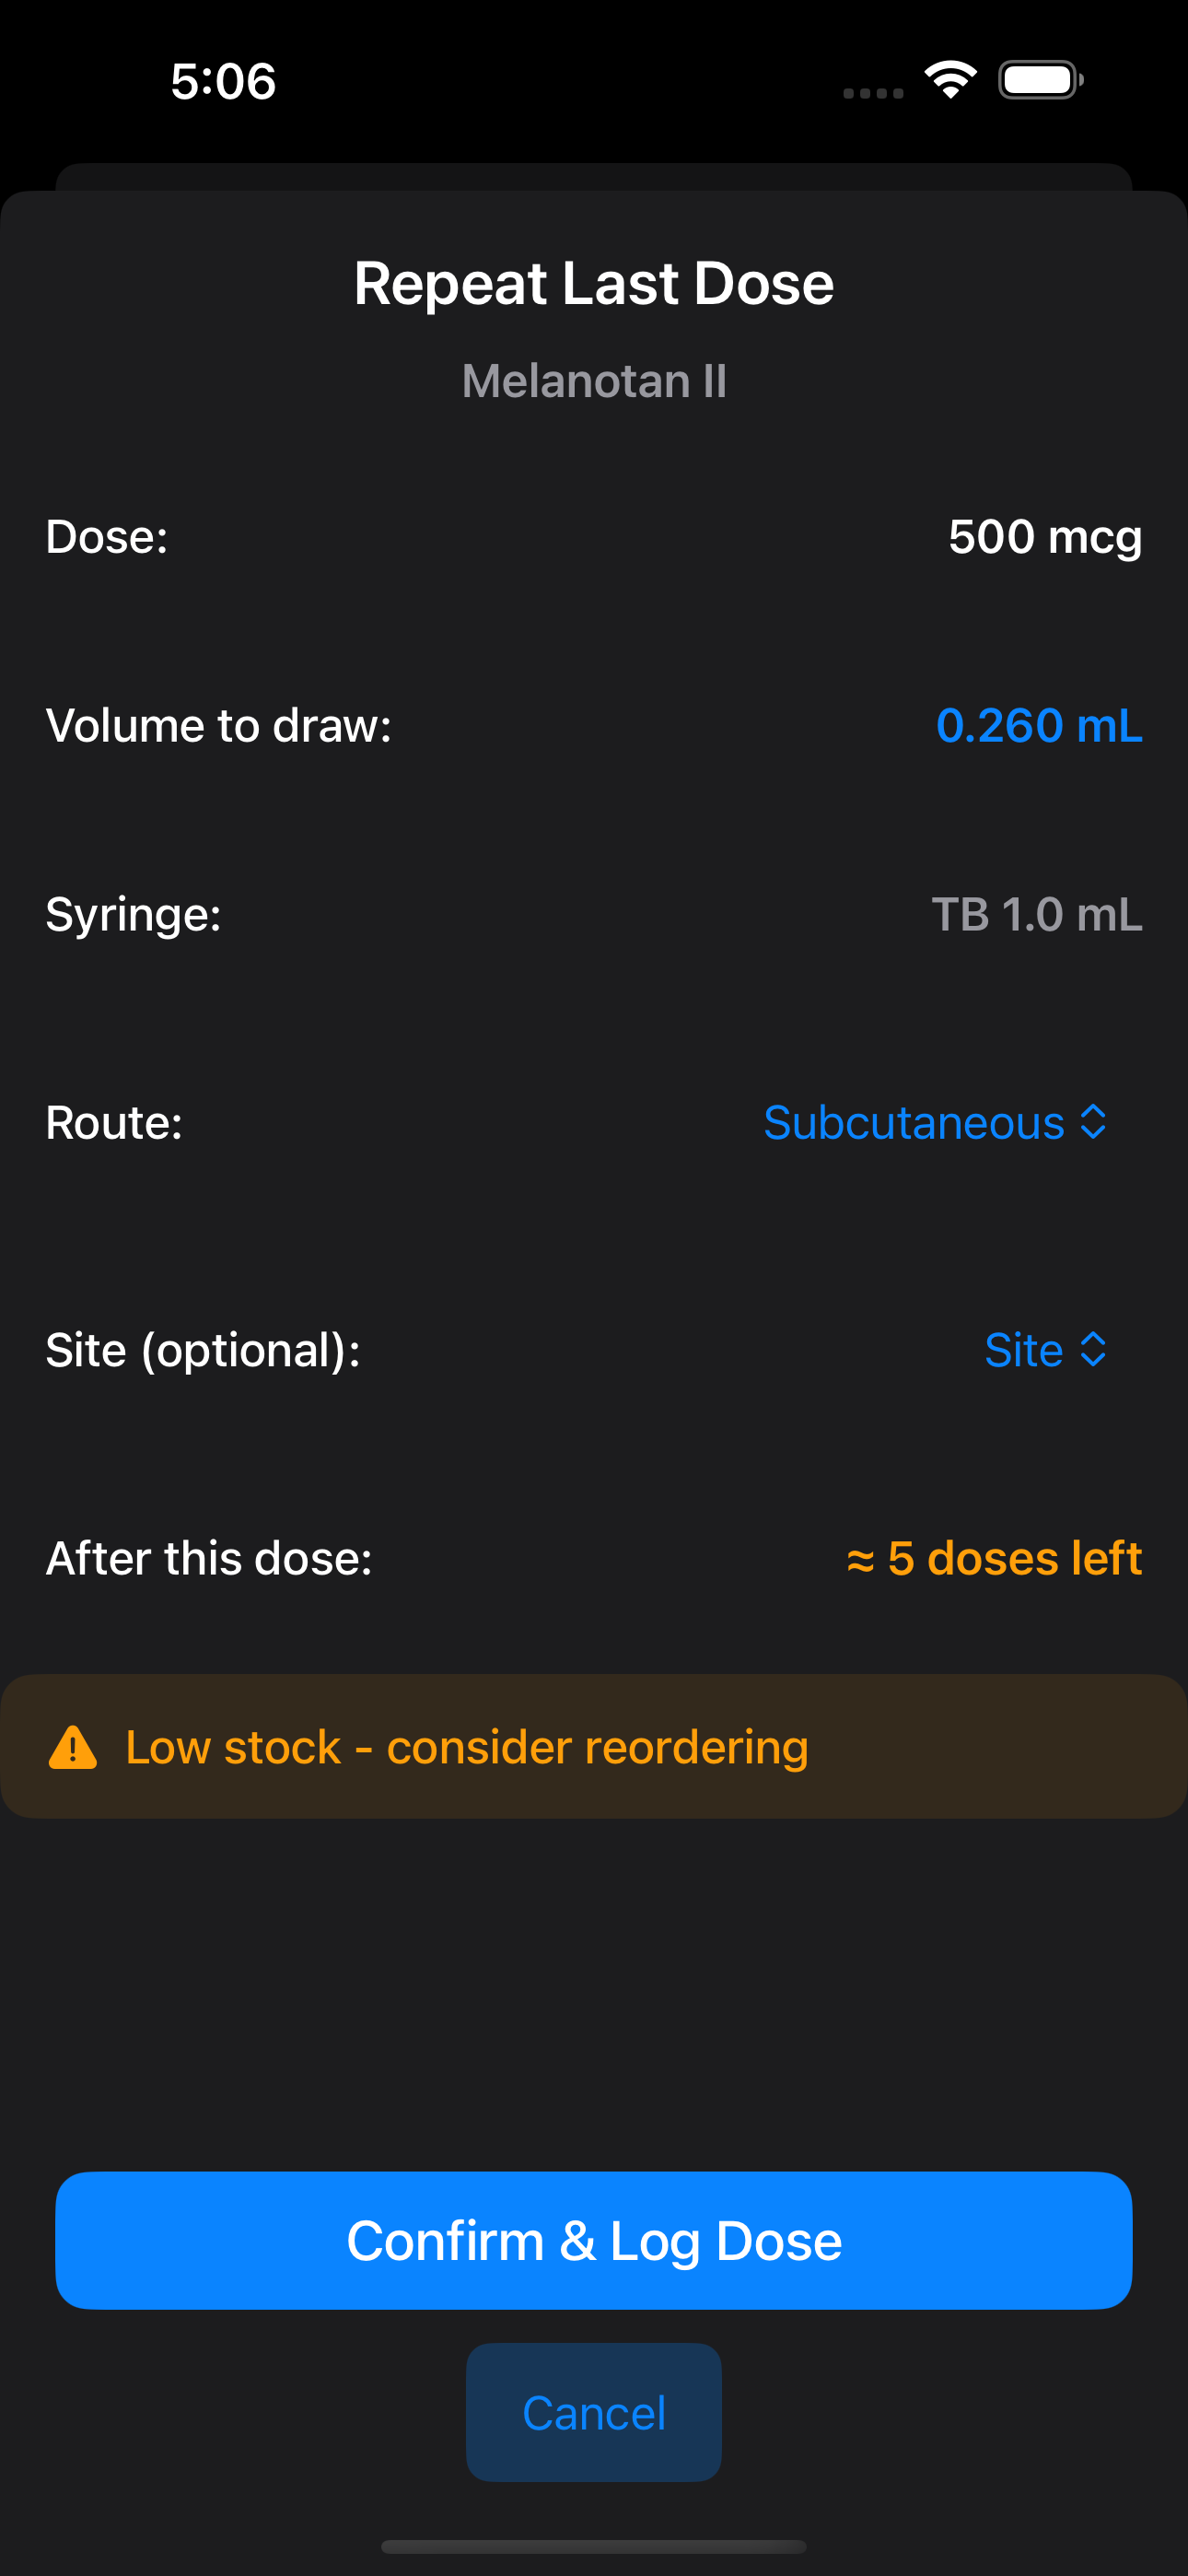 5:06
Repeat Last Dose
Melanotan II
Dose: 500 mcg
Volume to draw: 0.260 mL
Syringe: TB 1.0 mL
Route: Subcutaneous
Site (optional): Site
After this dose: ≈ 5 doses left
Low stock - consider reordering
Confirm & Log Dose
Cancel